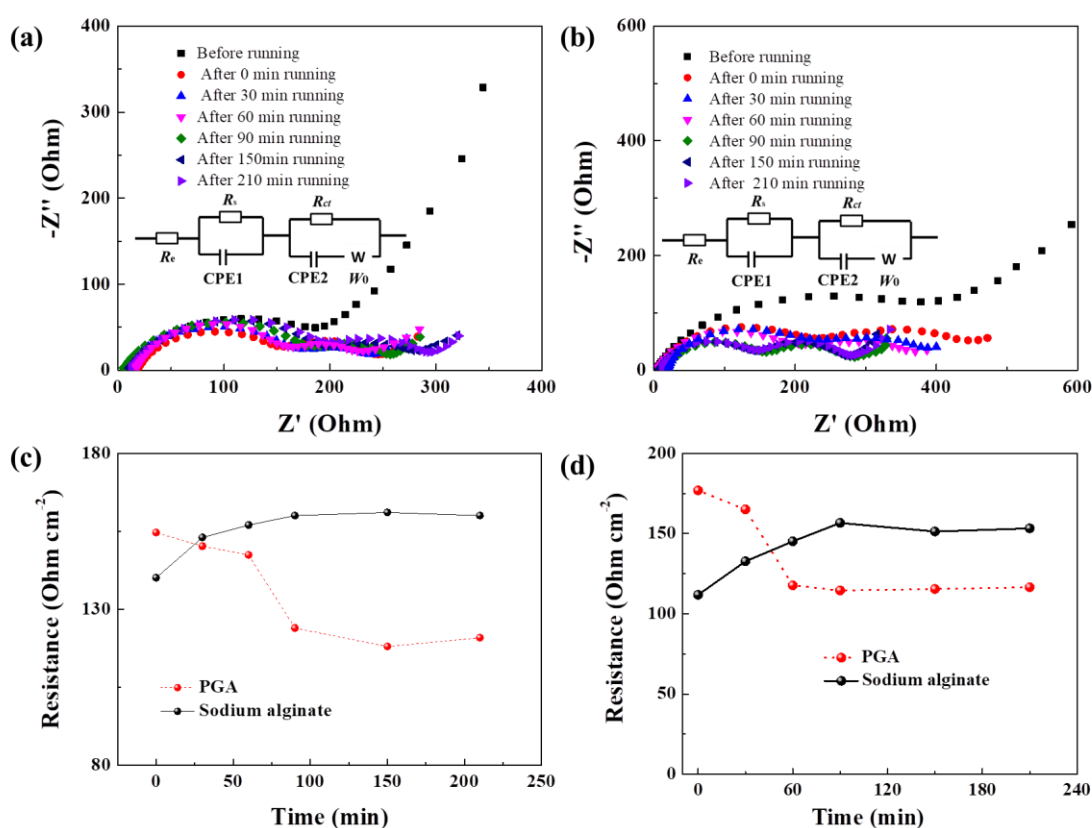 (a)
400
300
200
100
0
-Z" (Ohm)
Before running
After 0 min running
After 30 min running
After 60 min running
After 90 min running
After 150min running
After 210 min running
Re
Rs
CPE1
Rct
CPE2
W
W0
0 100 200 300 400
Z' (Ohm)
(b)
600
400
200
0
-Z" (Ohm)
Before running
After 0 min running
After 30 min running
After 60 min running
After 90 min running
After 150 min running
After 210 min running
Re
Rs
CPE1
Rct
CPE2
W
W0
0 200 400 600
Z' (Ohm)
(c)
180
130
80
Resistance (Ohm cm-2)
PGA
Sodium alginate
0 50 100 150 200 250
Time (min)
(d)
200
150
100
50
0
Resistance (Ohm cm-2)
PGA
Sodium alginate
0 60 120 180 240
Time (min)